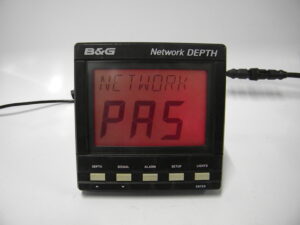 B&G Network DEPTH
NETWORK
PAS
DEPTH SIGNAL ALARM SETUP LIGHTS
ENTER